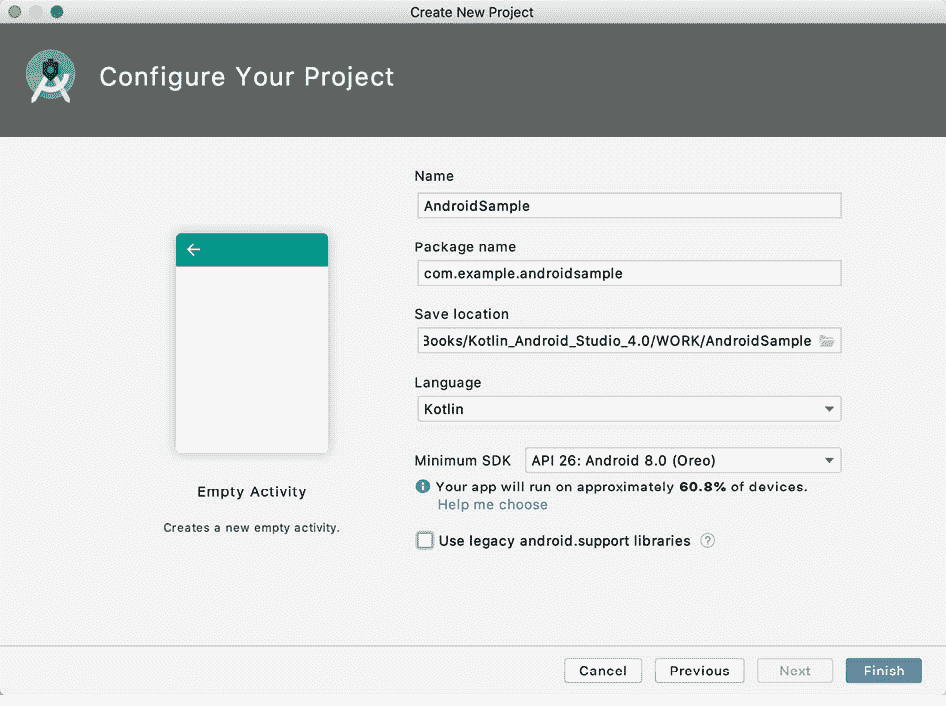 Create New Project
Configure Your Project
Name
AndroidSample
Package name
com.example.androidsample
Save location
Books/Kotlin_Android_Studio_4.0/WORK/AndroidSample
Language
Kotlin
Minimum SDK
API 26: Android 8.0 (Oreo)
Your app will run on approximately 60.8% of devices.
Help me choose
Use legacy android.support libraries ?
Empty Activity
Creates a new empty activity.
Cancel
Previous
Next
Finish